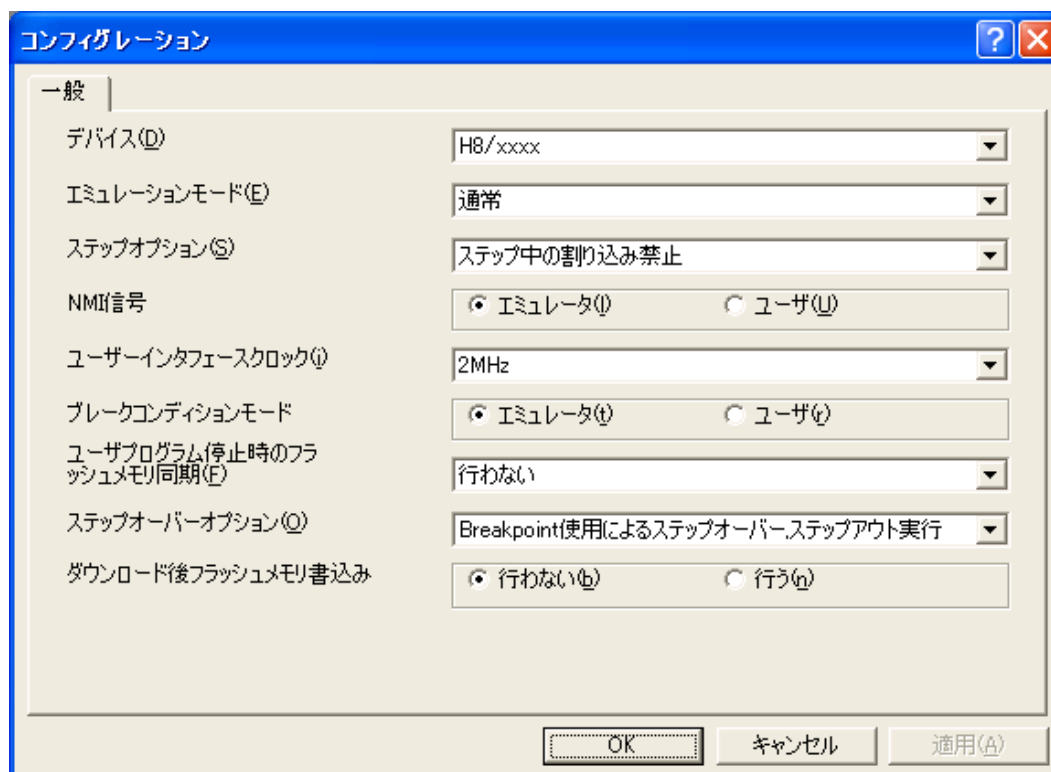 コンフィグレーション
一般
デバイス(D)
H8/xxxx
エミュレーションモード(E)
通常
ステップオプション(S)
ステップ中の割り込み禁止
NMI信号
エミュレータ(I)
ユーザ(U)
ユーザーインタフェースクロック(i)
2MHz
ブレークコンディションモード
エミュレータ(t)
ユーザ(r)
ユーザプログラム停止時のフラ
ッシュメモリ同期(F)
行わない
ステップオーバーオプション(O)
Breakpoint使用によるステップオーバー,ステップアウト実行
ダウンロード後フラッシュメモリ書込み
行わない(b)
行う(n)
OK
キャンセル
適用(A)